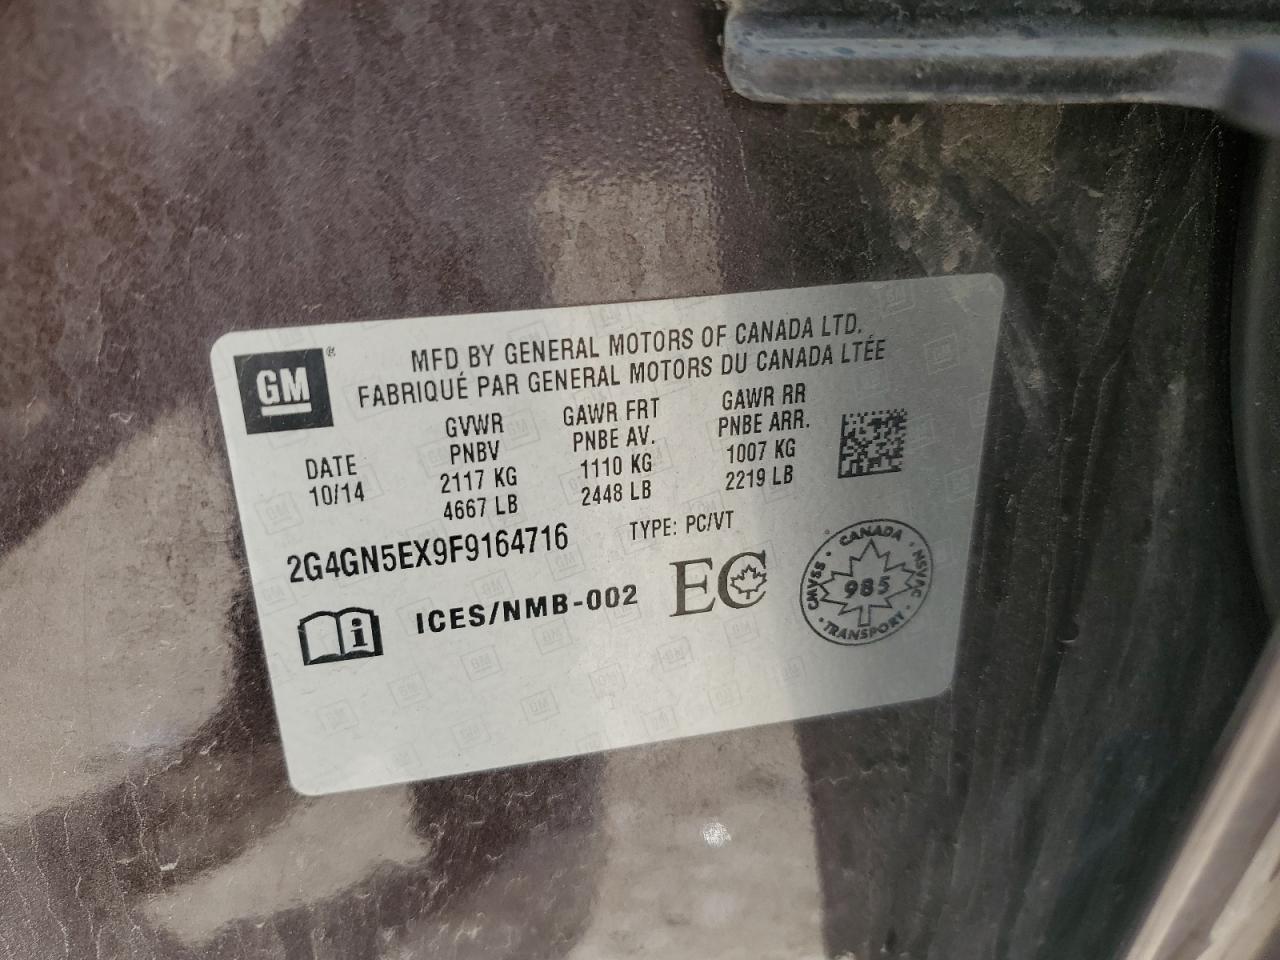 GM®
MFD BY GENERAL MOTORS OF CANADA LTD.
FABRIQUÉ PAR GENERAL MOTORS DU CANADA LTÉE
DATE
10/14
GVWR
PNBV
2117 KG
4667 LB
GAWR FRT
PNBE AV.
1110 KG
2448 LB
GAWR RR
PNBE ARR.
1007 KG
2219 LB
2G4GN5EX9F9164716
TYPE: PC/VT
i
ICES/NMB-002
EC
CANADA
CMVSS
985
NSVAC
TRANSPORT